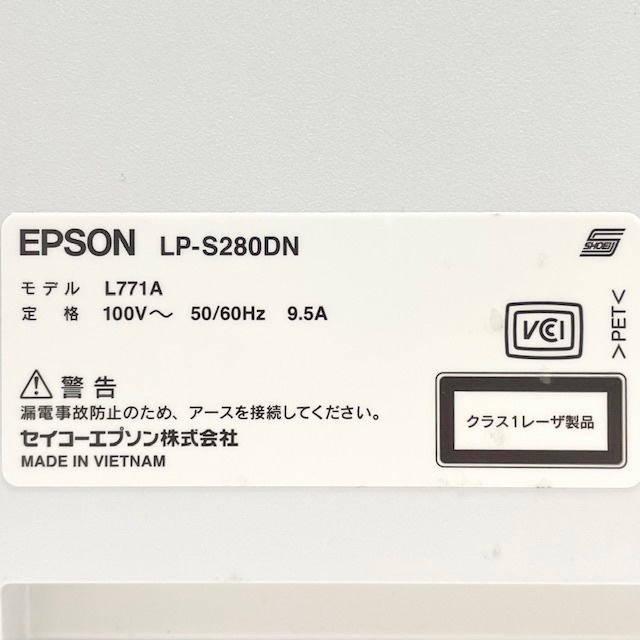 EPSON LP-S280DN
SHOEI
モデル L771A
定格 100V～ 50/60Hz 9.5A
VCCI
>PET<
⚠ 警告
漏電事故防止のため、アースを接続してください。
クラス1レーザ製品
セイコーエプソン株式会社
MADE IN VIETNAM